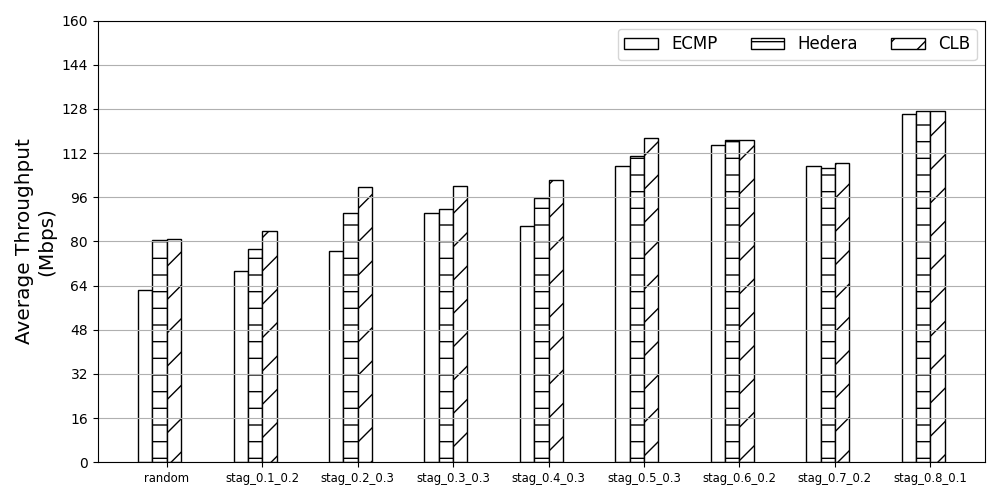 160
144
128
112
96
80
64
48
32
16
0
Average Throughput
(Mbps)
ECMP Hedera CLB
random stag_0.1_0.2 stag_0.2_0.3 stag_0.3_0.3 stag_0.4_0.3 stag_0.5_0.3 stag_0.6_0.2 stag_0.7_0.2 stag_0.8_0.1